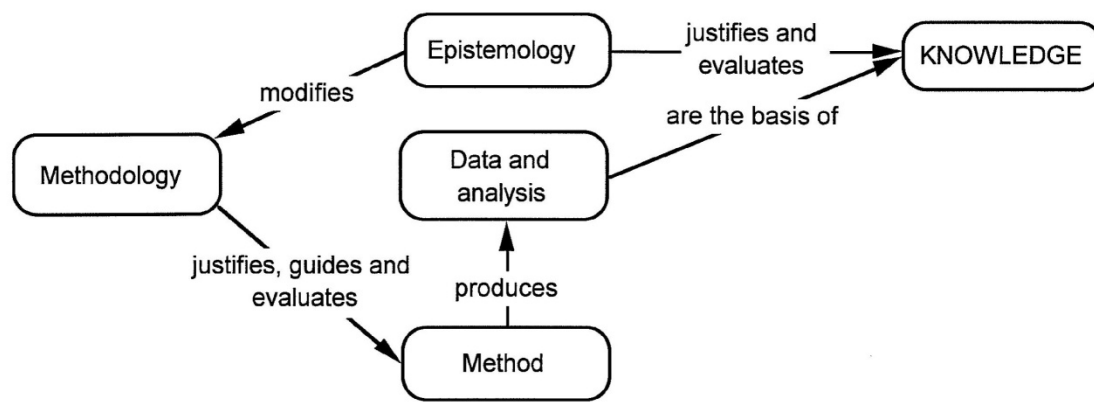 Epistemology
justifies and
evaluates
KNOWLEDGE
modifies
are the basis of
Methodology
Data and
analysis
justifies, guides and
evaluates
produces
Method